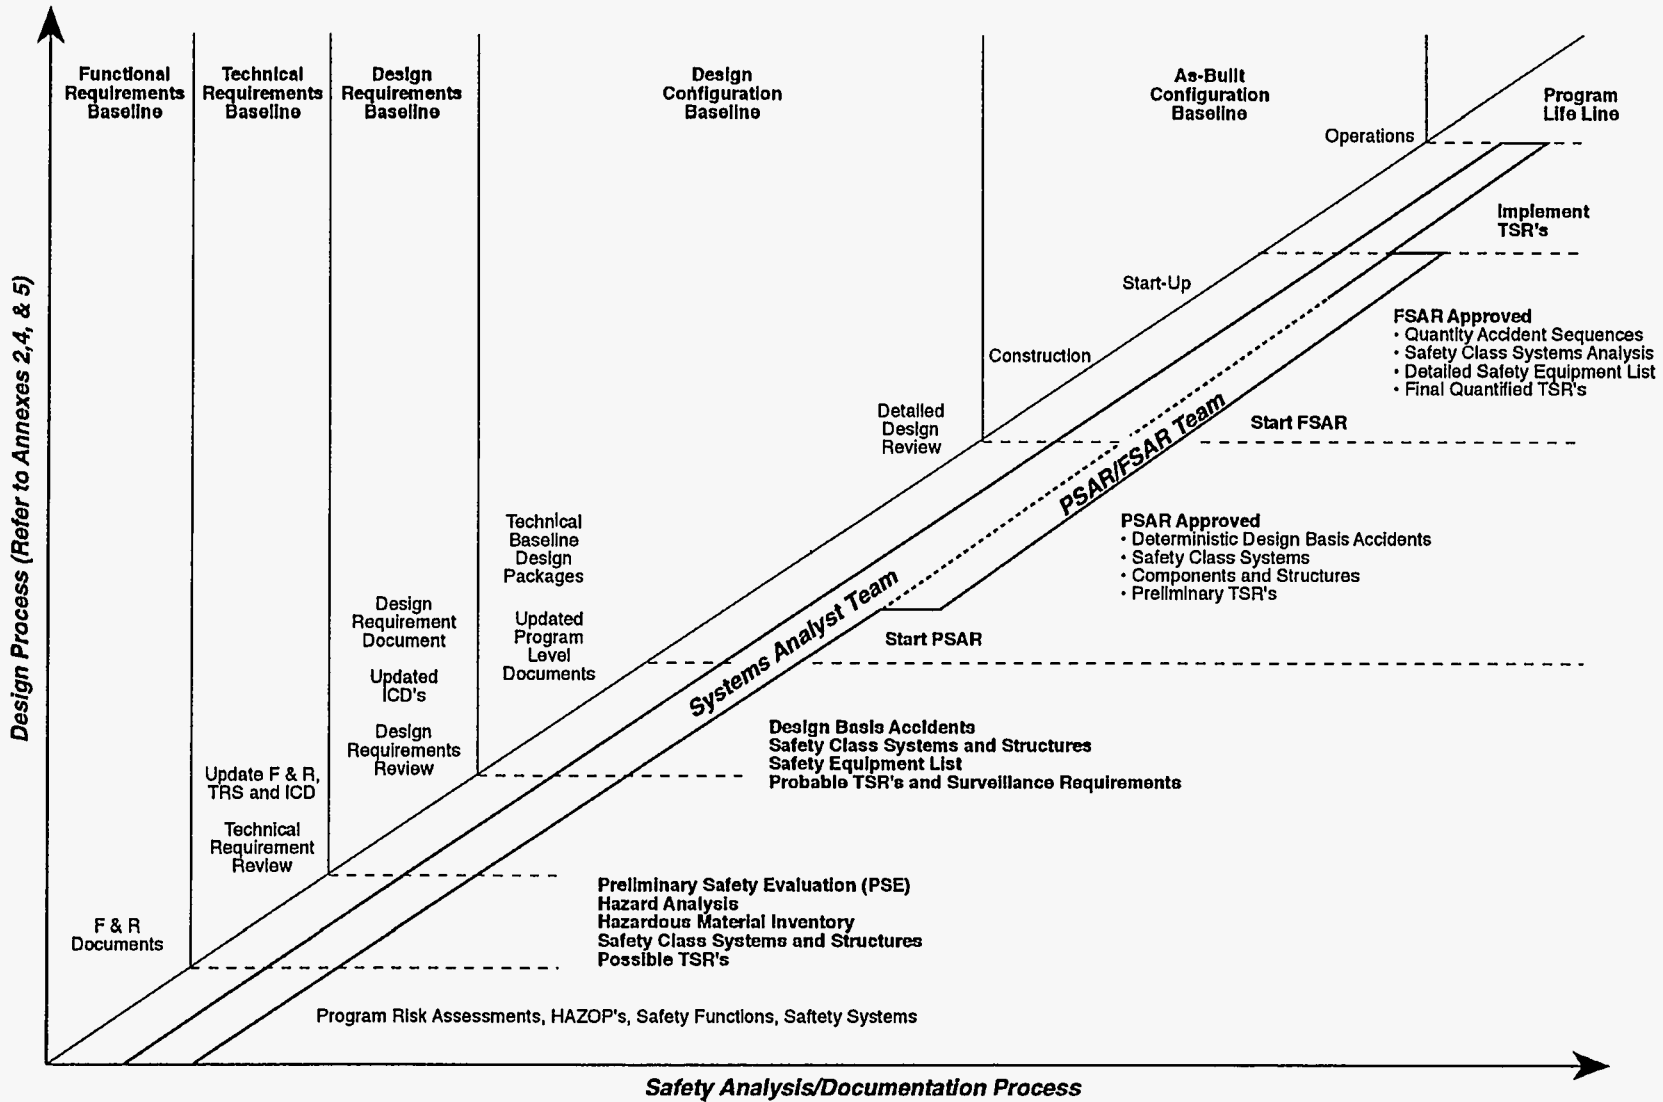 Functional
Requirements
Baseline
Technical
Requirements
Baseline
Design
Requirements
Baseline
Design
Configuration
Baseline
As-Built
Configuration
Baseline
Program
Life Line
Operations
Implement
TSR's
Start-Up
FSAR Approved
• Quantity Accident Sequences
• Safety Class Systems Analysis
• Detailed Safety Equipment List
• Final Quantified TSR's
Construction
Detailed
Design
Review
Start FSAR
PSAR/FSAR Team
PSAR Approved
• Deterministic Design Basis Accidents
• Safety Class Systems
• Components and Structures
• Preliminary TSR's
Technical
Baseline
Design
Packages
Updated
Program
Level
Documents
Systems Analyst Team
Start PSAR
Design
Requirement
Document
Updated
ICD's
Design
Requirements
Review
Design Basis Accidents
Safety Class Systems and Structures
Safety Equipment List
Probable TSR's and Surveillance Requirements
Update F & R,
TRS and ICD
Technical
Requirement
Review
Preliminary Safety Evaluation (PSE)
Hazard Analysis
Hazardous Material Inventory
Safety Class Systems and Structures
Possible TSR's
F & R
Documents
Program Risk Assessments, HAZOP's, Safety Functions, Saftety Systems
Design Process (Refer to Annexes 2,4, & 5)
Safety Analysis/Documentation Process